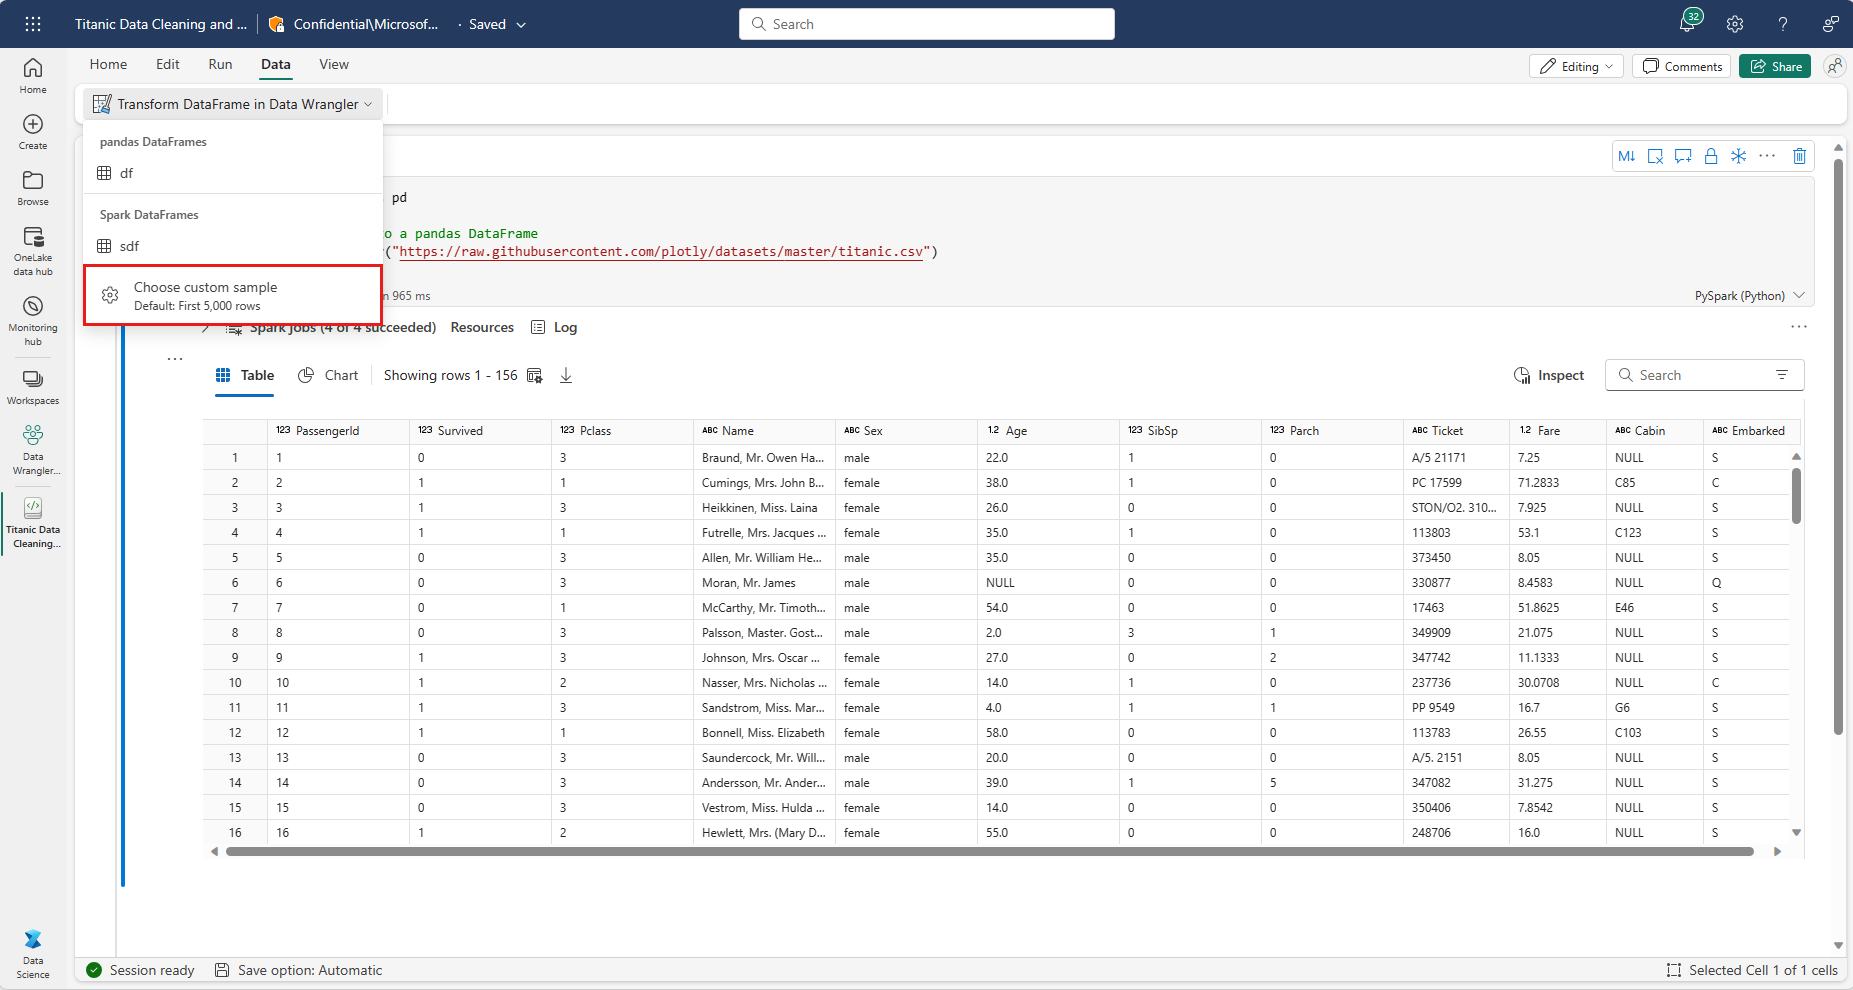 Titanic Data Cleaning and ...
Confidential\Microsof...
· Saved
Search
32
Home
Edit
Run
Data
View
Editing
Comments
Share
Home
Create
Browse
OneLake
data hub
Monitoring
hub
Workspaces
Data
Wrangler...
Titanic Data
Cleaning...
Data
Science
Transform DataFrame in Data Wrangler
pandas DataFrames
df
Spark DataFrames
sdf
Choose custom sample
Default: First 5,000 rows
M↓
pd
o a pandas DataFrame
("https://raw.githubusercontent.com/plotly/datasets/master/titanic.csv")
n 965 ms
PySpark (Python)
Spark jobs (4 of 4 succeeded) Resources Log
Table Chart Showing rows 1 - 156
Inspect
Search
123 PassengerId 123 Survived 123 Pclass ABC Name ABC Sex 1.2 Age 123 SibSp 123 Parch ABC Ticket 1.2 Fare ABC Cabin ABC Embarked
1 1 0 3 Braund, Mr. Owen Ha... male 22.0 1 0 A/5 21171 7.25 NULL S
2 2 1 1 Cumings, Mrs. John B... female 38.0 1 0 PC 17599 71.2833 C85 C
3 3 1 3 Heikkinen, Miss. Laina female 26.0 0 0 STON/O2. 310... 7.925 NULL S
4 4 1 1 Futrelle, Mrs. Jacques ... female 35.0 1 0 113803 53.1 C123 S
5 5 0 3 Allen, Mr. William He... male 35.0 0 0 373450 8.05 NULL S
6 6 0 3 Moran, Mr. James male NULL 0 0 330877 8.4583 NULL Q
7 7 0 1 McCarthy, Mr. Timoth... male 54.0 0 0 17463 51.8625 E46 S
8 8 0 3 Palsson, Master. Gost... male 2.0 3 1 349909 21.075 NULL S
9 9 1 3 Johnson, Mrs. Oscar ... female 27.0 0 2 347742 11.1333 NULL S
10 10 1 2 Nasser, Mrs. Nicholas ... female 14.0 1 0 237736 30.0708 NULL C
11 11 1 3 Sandstrom, Miss. Mar... female 4.0 1 1 PP 9549 16.7 G6 S
12 12 1 1 Bonnell, Miss. Elizabeth female 58.0 0 0 113783 26.55 C103 S
13 13 0 3 Saundercock, Mr. Will... male 20.0 0 0 A/5. 2151 8.05 NULL S
14 14 0 3 Andersson, Mr. Ander... male 39.0 1 5 347082 31.275 NULL S
15 15 0 3 Vestrom, Miss. Hulda ... female 14.0 0 0 350406 7.8542 NULL S
16 16 1 2 Hewlett, Mrs. (Mary D... female 55.0 0 0 248706 16.0 NULL S
Session ready
Save option: Automatic
Selected Cell 1 of 1 cells